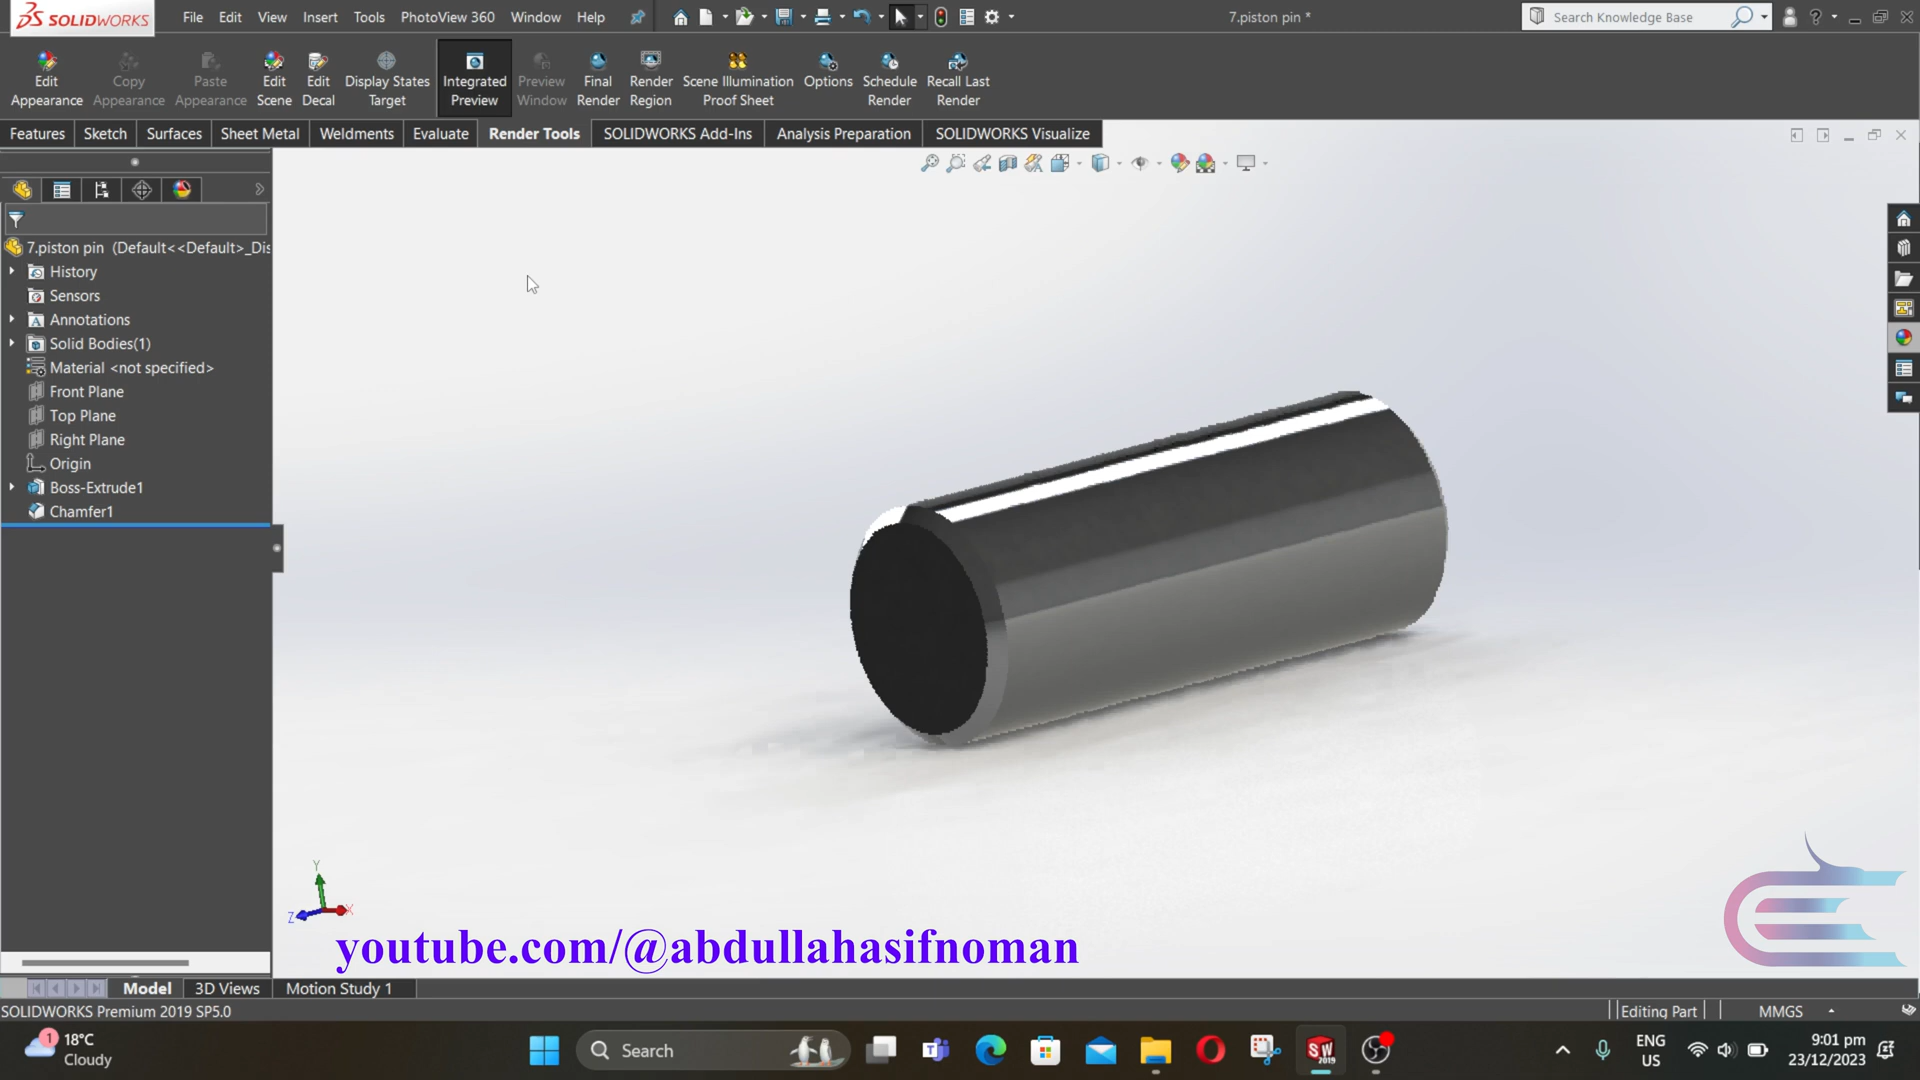 SOLIDWORKS File Edit View Insert Tools PhotoView 360 Window Help 7.piston pin * Search Knowledge Base
Edit Appearance
Copy Appearance
Paste Appearance
Edit Scene
Edit Decal
Display States Target
Integrated Preview
Preview Window
Final Render
Render Region
Scene Illumination Proof Sheet
Options
Schedule Render
Recall Last Render
Features Sketch Surfaces Sheet Metal Weldments Evaluate Render Tools SOLIDWORKS Add-Ins Analysis Preparation SOLIDWORKS Visualize
7.piston pin (Default<<Default>_Dis
History
Sensors
Annotations
Solid Bodies(1)
Material <not specified>
Front Plane
Top Plane
Right Plane
Origin
Boss-Extrude1
Chamfer1
Y
Z X
youtube.com/@abdullahasifnoman
Model 3D Views Motion Study 1
SOLIDWORKS Premium 2019 SP5.0 Editing Part MMGS
1 18°C
Cloudy
Search
SW
2019
ENG
US
9:01 pm
23/12/2023